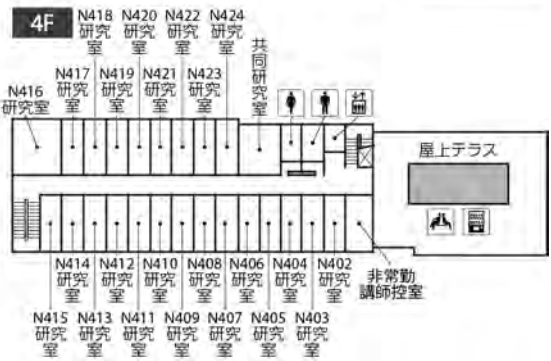 4F
N418
研究室
N420
研究室
N422
研究室
N424
研究室
共同研究室
N416
研究室
N417
研究室
N419
研究室
N421
研究室
N423
研究室
屋上テラス
N414
研究室
N412
研究室
N410
研究室
N408
研究室
N406
研究室
N404
研究室
N402
研究室
非常勤
講師控室
N415
研究室
N413
研究室
N411
研究室
N409
研究室
N407
研究室
N405
研究室
N403
研究室